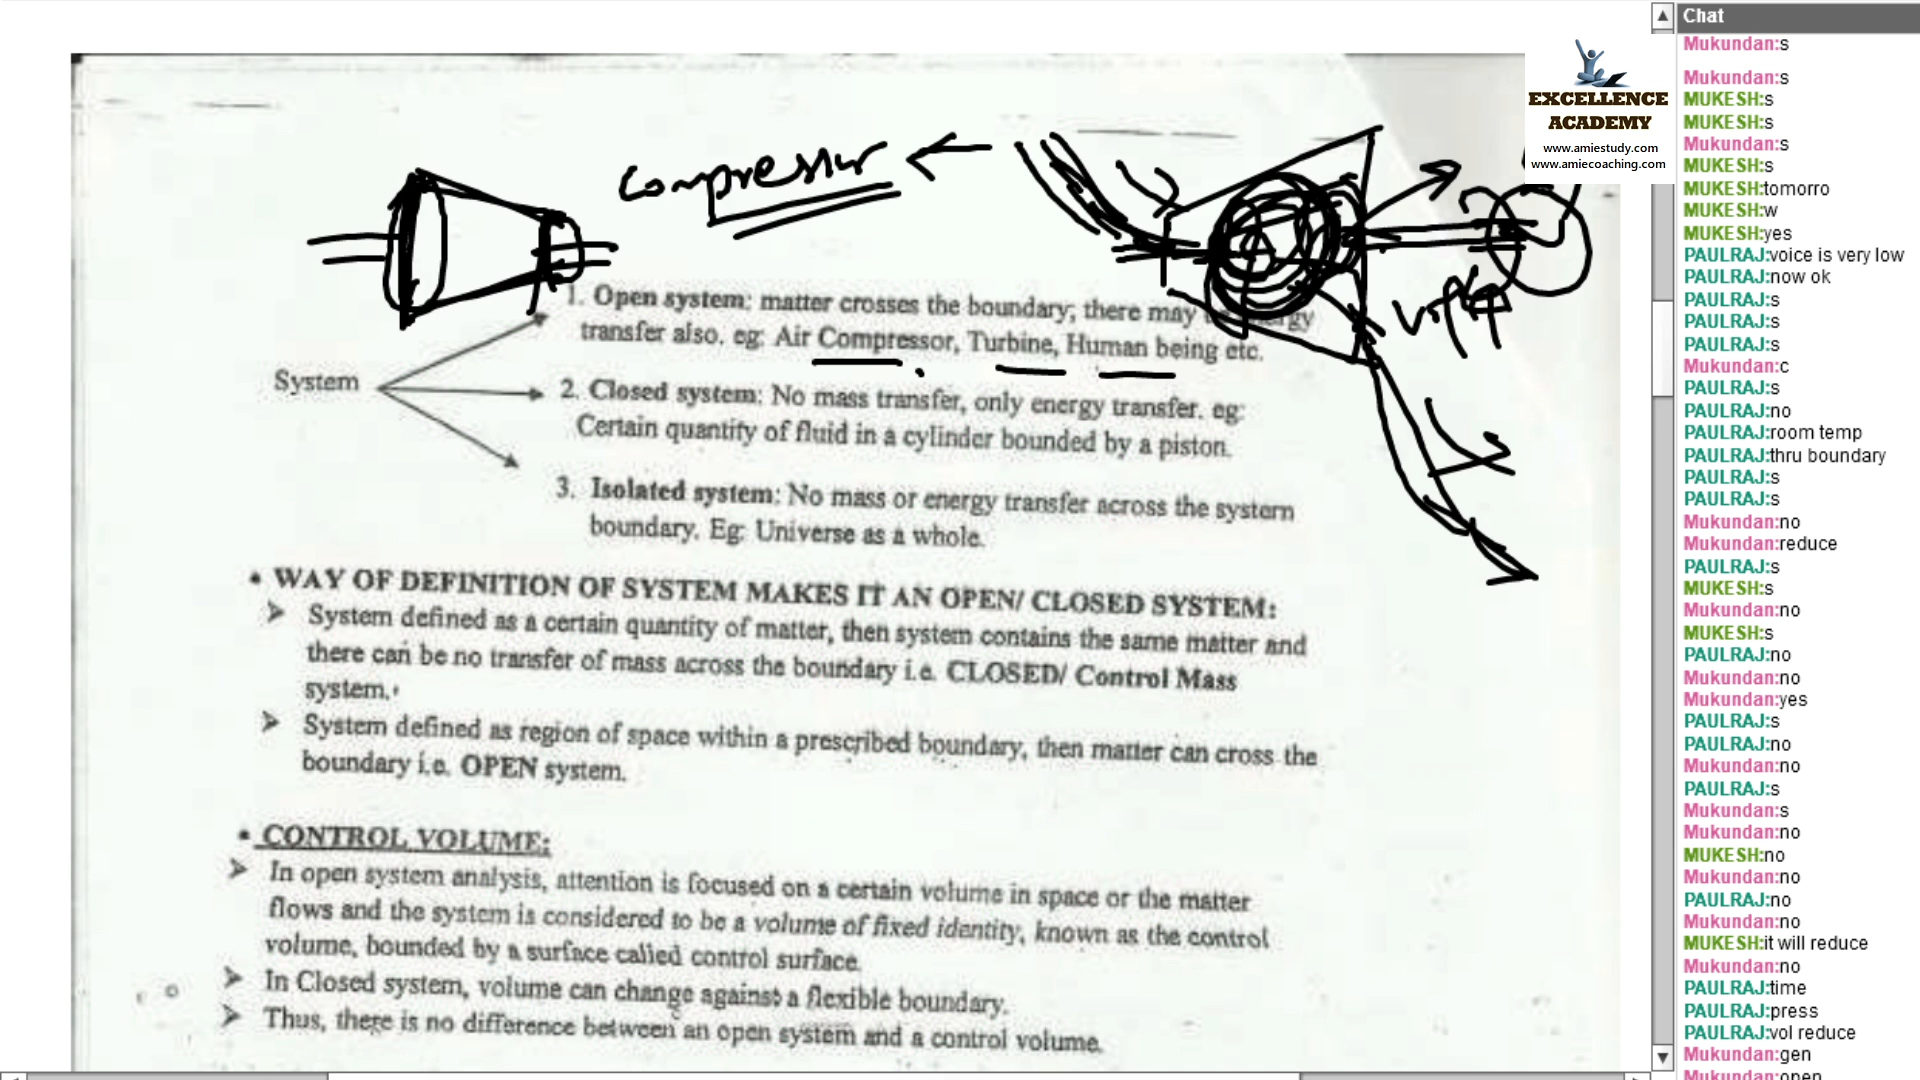 Compressor
1. Open system: matter crosses the boundary; there may be energy
transfer also. eg: Air Compressor, Turbine, Human being etc.
System
2. Closed system: No mass transfer, only energy transfer. eg:
Certain quantity of fluid in a cylinder bounded by a piston.
3. Isolated system: No mass or energy transfer across the system
boundary. Eg: Universe as a whole.
• WAY OF DEFINITION OF SYSTEM MAKES IT AN OPEN/ CLOSED SYSTEM:
➢ System defined as a certain quantity of matter, then system contains the same matter and
there can be no transfer of mass across the boundary i.e. CLOSED/ Control Mass
system.
➢ System defined as region of space within a prescribed boundary, then matter can cross the
boundary i.e. OPEN system.
• CONTROL VOLUME:
➢ In open system analysis, attention is focused on a certain volume in space or the matter
flows and the system is considered to be a volume of fixed identity, known as the control
volume, bounded by a surface called control surface.
➢ In Closed system, volume can change against a flexible boundary.
➢ Thus, there is no difference between an open system and a control volume.
EXCELLENCE
ACADEMY
www.amiestudy.com
www.amiecoaching.com
Chat
Mukundan:s
Mukundan:s
MUKESH:s
MUKESH:s
Mukundan:s
MUKESH:s
MUKESH:tomorro
MUKESH:w
MUKESH:yes
PAULRAJ:voice is very low
PAULRAJ:now ok
PAULRAJ:s
PAULRAJ:s
PAULRAJ:s
Mukundan:c
PAULRAJ:s
PAULRAJ:no
PAULRAJ:room temp
PAULRAJ:thru boundary
PAULRAJ:s
PAULRAJ:s
Mukundan:no
Mukundan:reduce
PAULRAJ:s
MUKESH:s
Mukundan:no
MUKESH:s
PAULRAJ:no
Mukundan:no
Mukundan:yes
PAULRAJ:s
PAULRAJ:no
Mukundan:no
PAULRAJ:s
Mukundan:s
Mukundan:no
MUKESH:no
Mukundan:no
PAULRAJ:no
Mukundan:no
MUKESH:it will reduce
Mukundan:no
PAULRAJ:time
PAULRAJ:press
PAULRAJ:vol reduce
Mukundan:gen
Mukundan:open